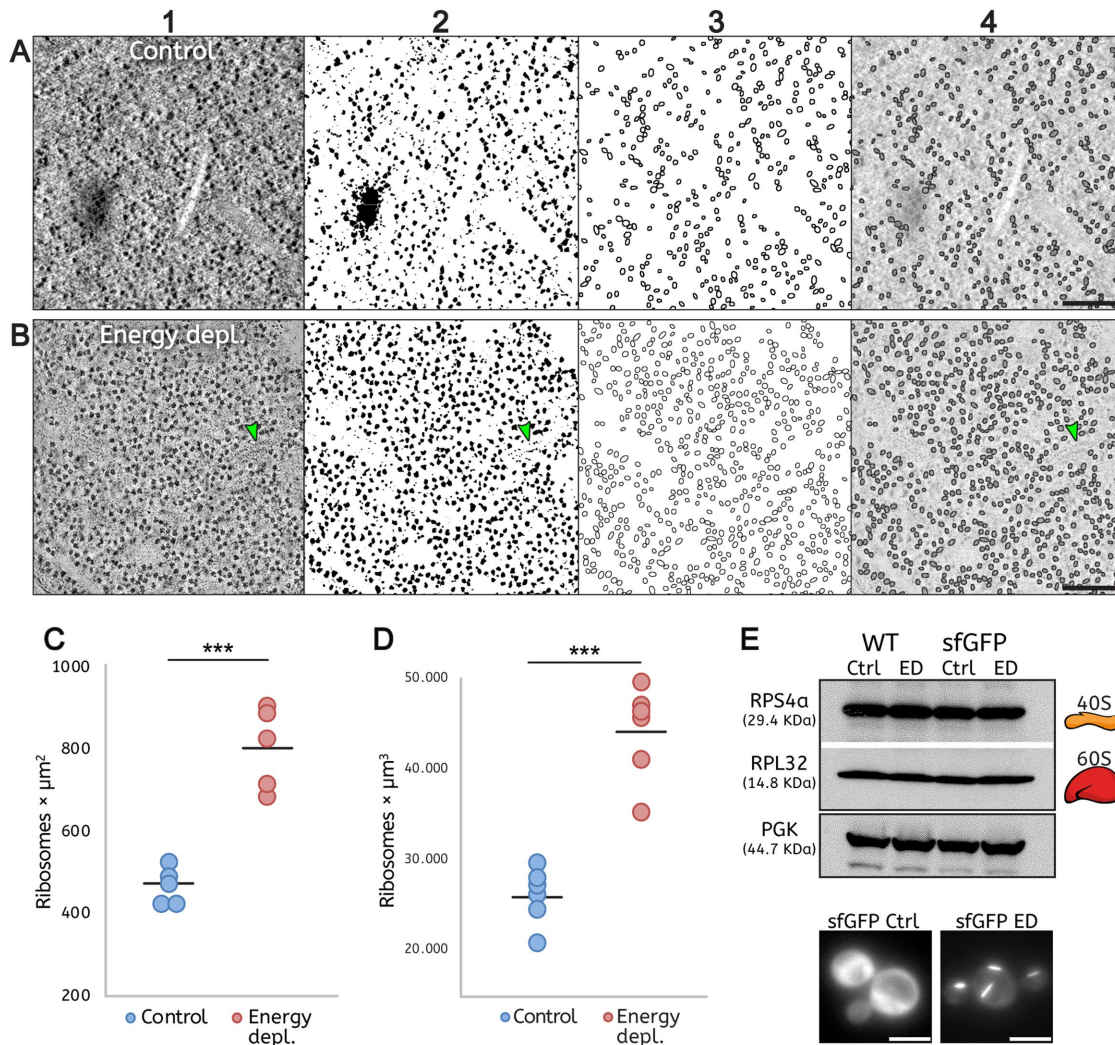 1 2 3 4
A Control
B Energy depl.
C
***
1000
800
600
400
200
Ribosomes × µm²
Control Energy depl.
D
***
50.000
40.000
30.000
20.000
Ribosomes × µm³
Control Energy depl.
E WT sfGFP
Ctrl ED Ctrl ED
RPS4α
(29.4 KDa)
40S
RPL32
(14.8 KDa)
60S
PGK
(44.7 KDa)
sfGFP Ctrl sfGFP ED